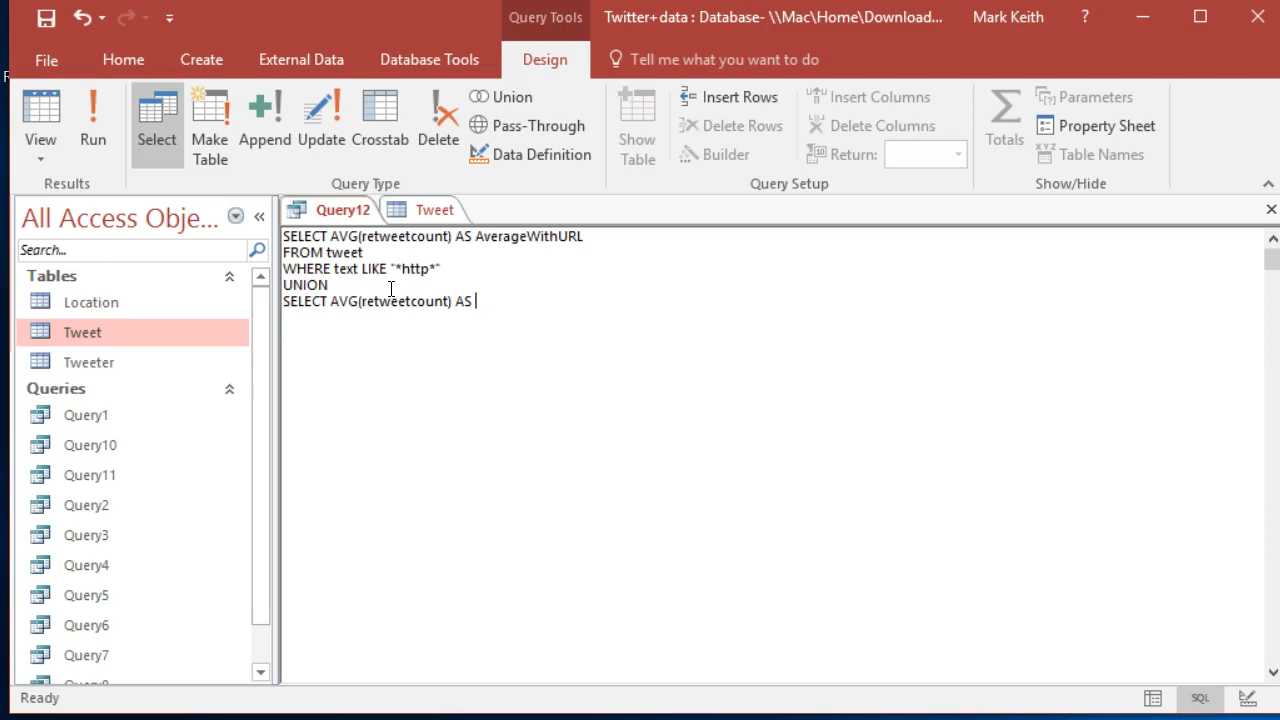 Query Tools
Twitter+data : Database- \\Mac\Home\Download...
Mark Keith
?
File
Home
Create
External Data
Database Tools
Design
Tell me what you want to do
View
Run
Select
Make Table
Append
Update
Crosstab
Delete
Union
Pass-Through
Data Definition
Show Table
Insert Rows
Delete Rows
Builder
Insert Columns
Delete Columns
Return:
Totals
Parameters
Property Sheet
Table Names
Results
Query Type
Query Setup
Show/Hide
All Access Obje...
Search...
Tables
Location
Tweet
Tweeter
Queries
Query1
Query10
Query11
Query2
Query3
Query4
Query5
Query6
Query7
Query12
Tweet
SELECT AVG(retweetcount) AS AverageWithURL
FROM tweet
WHERE text LIKE "*http*"
UNION
SELECT AVG(retweetcount) AS
Ready
SQL